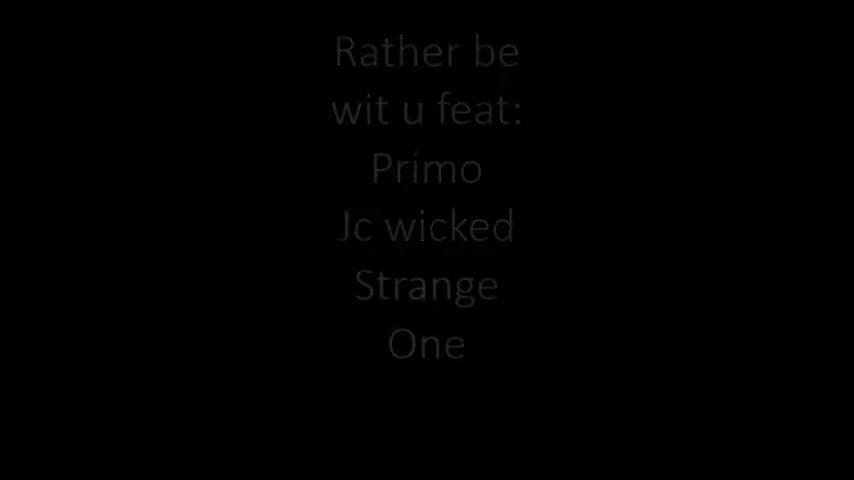 Rather be
wit u feat:
Primo
Jc wicked
Strange
One